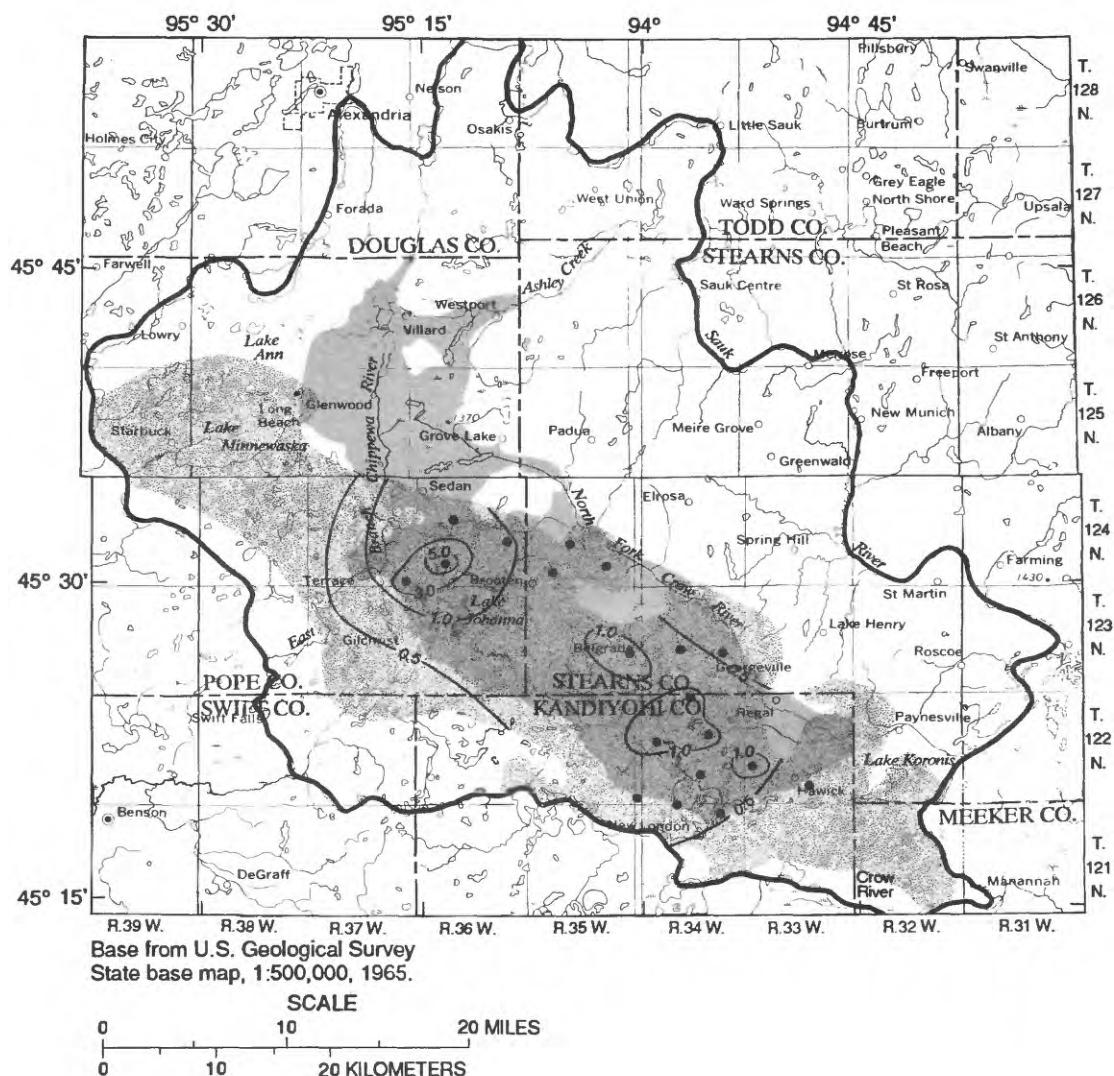 95° 30' 95° 15' 94° 94° 45'
Pillsbury
Swanville
T.
128
N.
Nelson
Alexandria
Osakis
Little Sauk
Burtrum
Holmes City
T.
127
N.
Grey Eagle
West Union
Ward Springs
North Shore
Upsala
Forada
TODD CO.
Pleasant
Beach
DOUGLAS CO.
STEARNS CO.
45° 45'
Farwell
Ashley Creek
Sauk Centre
St Rosa
T.
126
N.
Westport
Villard
Lowry
Lake
Ann
Sauk
St Anthony
Melrose
Freeport
River
Glenwood
Long
Beach
1370
New Munich
T.
125
N.
Starbuck
Lake
Minnewaska
Chippewa
Grove Lake
Padua
Meire Grove
Albany
Greenwald
Sedan
Branch
North
Elrosa
T.
124
N.
5.0
Fork
Spring Hill
River
Farming
45° 30'
Terrace
3.0
Brooten
Crow
1430
St Martin
1.0
Lake
Johanna
River
East
Gilchrist
1.0
Lake Henry
T.
123
N.
0.5
Belgrade
Georgeville
Roscoe
POPE CO.
STEARNS CO.
SWIFT CO.
KANDIYOHI CO.
Swift Falls
Regal
Paynesville
T.
122
N.
1.0
1.0
Lake Koronis
Benson
0.5
Hawick
New London
MEEKER CO.
DeGraff
Crow
River
T.
121
N.
45° 15'
Manannah
R.39 W. R.38 W. R.37 W. R.36 W. R.35 W. R.34 W. R.33 W. R.32 W. R.31 W.
Base from U.S. Geological Survey
State base map, 1:500,000, 1965.
SCALE
0 10 20 MILES
0 10 20 KILOMETERS